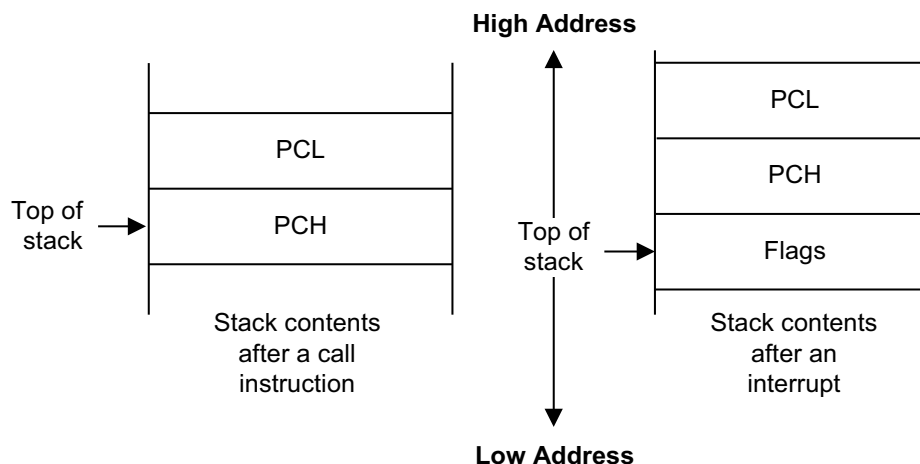 High Address
PCL
PCH
Top of
stack
Stack contents
after a call
instruction
PCL
PCH
Flags
Top of
stack
Stack contents
after an
interrupt
Low Address